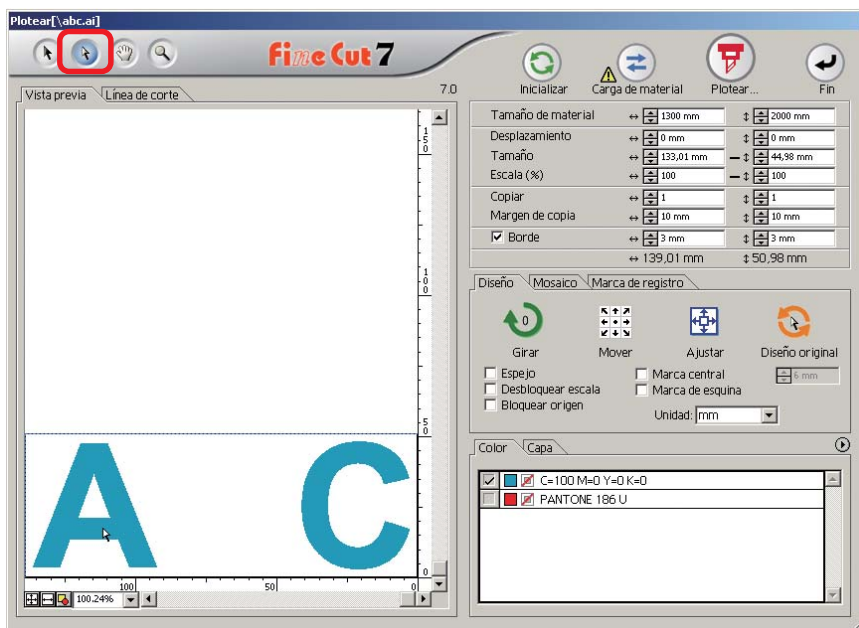 Plotear[\abc.ai]
Fine Cut 7
7.0
Inicializar
Carga de material
Plotear...
Fin
Vista previa
Línea de corte
Tamaño de material ↔ 1300 mm ↕ 2000 mm
Desplazamiento ↔ 0 mm ↕ 0 mm
Tamaño ↔ 133,01 mm ↕ 44,98 mm
Escala (%) ↔ 100 ↕ 100
Copiar ↔ 1 ↕ 1
Margen de copia ↔ 10 mm ↕ 10 mm
Borde ↔ 3 mm ↕ 3 mm
↔ 139,01 mm ↕ 50,98 mm
Diseño
Mosaico
Marca de registro
0
Girar
Mover
Ajustar
Diseño original
Espejo
Desbloquear escala
Bloquear origen
Marca central
Marca de esquina
6 mm
Unidad: mm
Color
Capa
C=100 M=0 Y=0 K=0
PANTONE 186 U
150
100
50
0
A C
100 50 0
100.24%